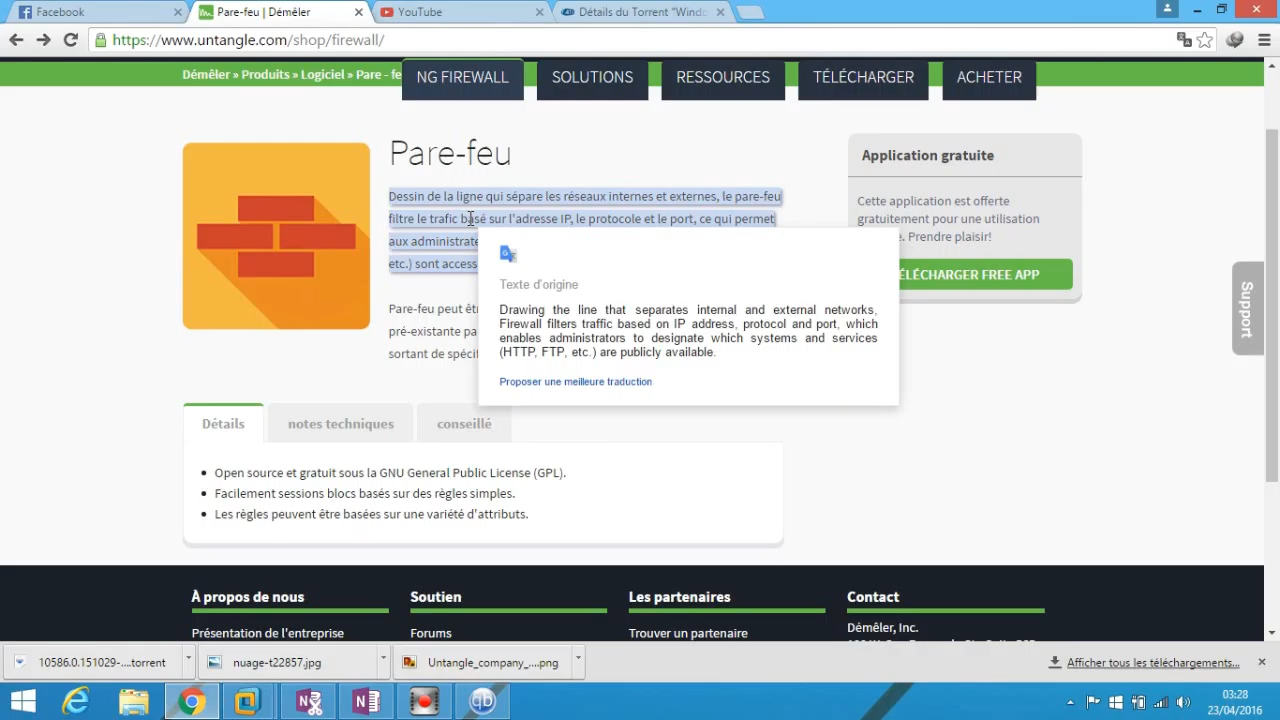 Facebook
Pare-feu | Démêler
YouTube
Détails du Torrent "Wind
https://www.untangle.com/shop/firewall/
Démêler » Produits » Logiciel » Pare - fe
NG FIREWALL
SOLUTIONS
RESSOURCES
TÉLÉCHARGER
ACHETER
Pare-feu
Dessin de la ligne qui sépare les réseaux internes et externes, le pare-feu
filtre le trafic basé sur l'adresse IP, le protocole et le port, ce qui permet
aux administrate
etc.) sont access
Pare-feu peut êtr
pré-existante pa
sortant de spécif
Texte d'origine
Drawing the line that separates internal and external networks,
Firewall filters traffic based on IP address, protocol and port, which
enables administrators to designate which systems and services
(HTTP, FTP, etc.) are publicly available.
Proposer une meilleure traduction
Application gratuite
Cette application est offerte
gratuitement pour une utilisation
. Prendre plaisir!
ÉLÉCHARGER FREE APP
Support
Détails
notes techniques
conseillé
Open source et gratuit sous la GNU General Public License (GPL).
Facilement sessions blocs basés sur des règles simples.
Les règles peuvent être basées sur une variété d'attributs.
À propos de nous
Soutien
Les partenaires
Contact
Présentation de l'entreprise
Forums
Trouver un partenaire
Démêler, Inc.
10586.0.151029-....torrent
nuage-t22857.jpg
Untangle_company_....png
Afficher tous les téléchargements...
03:28
23/04/2016